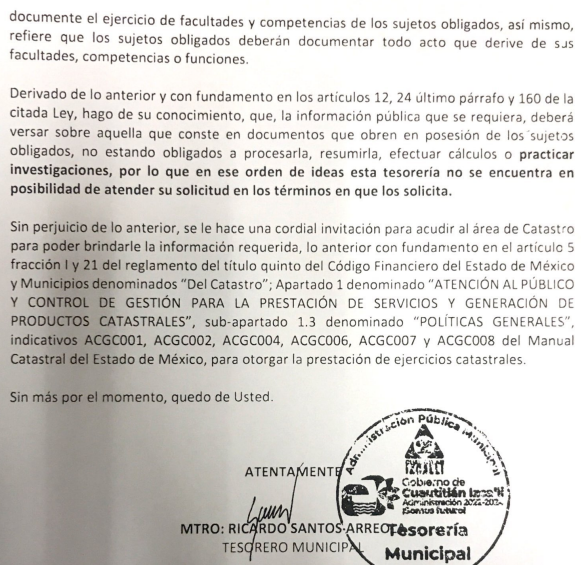 documente el ejercicio de facultades y competencias de los sujetos obligados, así mismo,
refiere que los sujetos obligados deberán documentar todo acto que derive de sus
facultades, competencias o funciones.
Derivado de lo anterior y con fundamento en los artículos 12, 24 último párrafo y 160 de la
citada Ley, hago de su conocimiento, que, la información pública que se requiera, deberá
versar sobre aquella que conste en documentos que obren en posesión de los sujetos
obligados, no estando obligados a procesarla, resumirla, efectuar cálculos o practicar
investigaciones, por lo que en ese orden de ideas esta tesorería no se encuentra en
posibilidad de atender su solicitud en los términos en que los solicita.
Sin perjuicio de lo anterior, se le hace una cordial invitación para acudir al área de Catastro
para poder brindarle la información requerida, lo anterior con fundamento en el artículo 5
fracción I y 21 del reglamento del título quinto del Código Financiero del Estado de México
y Municipios denominados "Del Catastro"; Apartado 1 denominado "ATENCIÓN AL PÚBLICO
Y CONTROL DE GESTIÓN PARA LA PRESTACIÓN DE SERVICIOS Y GENERACIÓN DE
PRODUCTOS CATASTRALES", sub-apartado 1.3 denominado "POLÍTICAS GENERALES",
indicativos ACGC001, ACGC002, ACGC004, ACGC006, ACGC007 y ACGC008 del Manual
Catastral del Estado de México, para otorgar la prestación de ejercicios catastrales.
Sin más por el momento, quedo de Usted.
Administración Pública Municipal
Gobierno de
Cuautitlán
Administración 2022-2024
¡Somos futuro!
ATENTAMENTE
MTRO: RICARDO SANTOS ARREOLA
TESORERO MUNICIPAL
Tesorería
Municipal